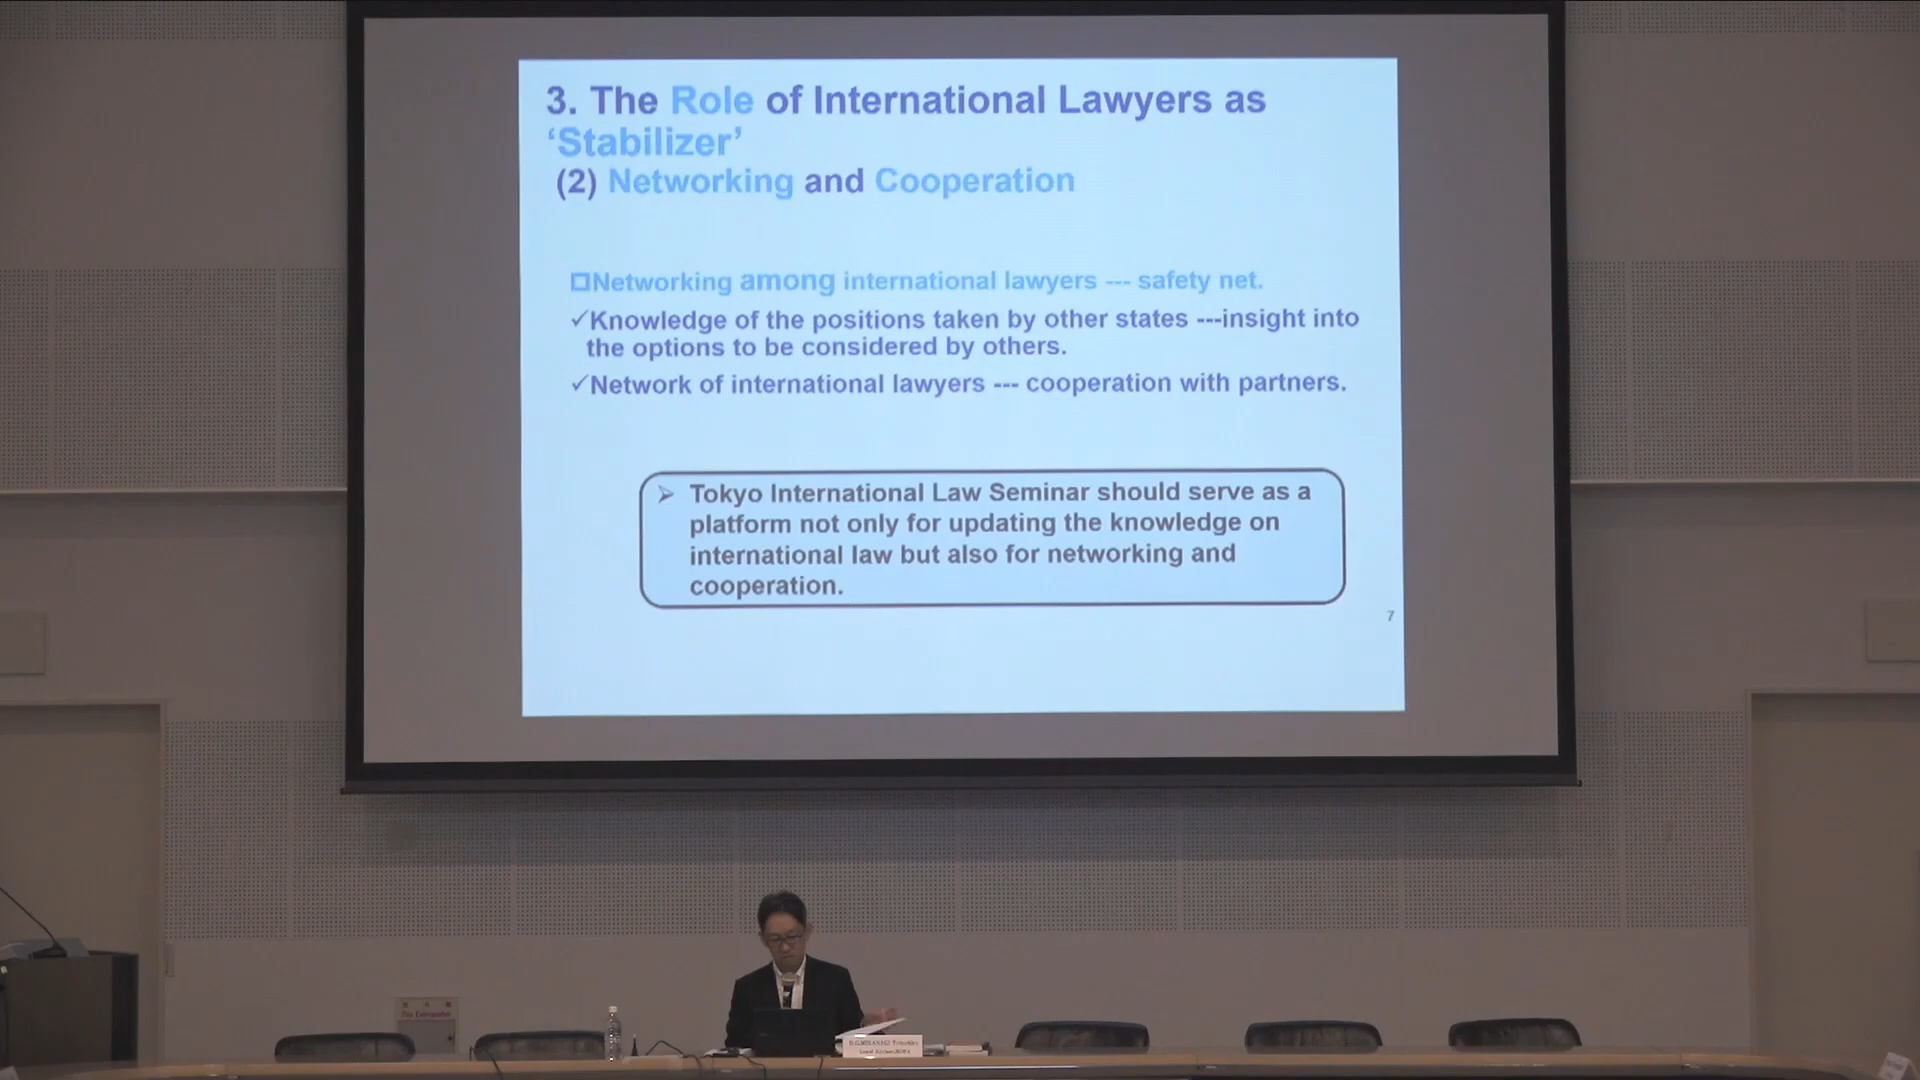 3. The Role of International Lawyers as
‘Stabilizer’
(2) Networking and Cooperation
Networking among international lawyers --- safety net.
✓Knowledge of the positions taken by other states ---insight into
the options to be considered by others.
✓Network of international lawyers --- cooperation with partners.
➢ Tokyo International Law Seminar should serve as a
platform not only for updating the knowledge on
international law but also for networking and
cooperation.
7
Fire Extinguisher